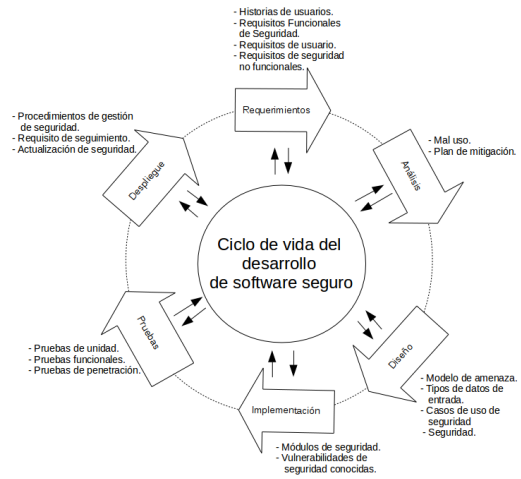 - Historias de usuarios.
- Requisitos Funcionales
de Seguridad.
- Requisitos de usuario.
- Requisitos de seguridad
no funcionales.
Requerimientos
- Procedimientos de gestión
de seguridad.
- Requisito de seguimiento.
- Actualización de seguridad.
Despliegue
Análisis
- Mal uso.
- Plan de mitigación.
Ciclo de vida del
desarrollo
de software seguro
Pruebas
- Pruebas de unidad.
- Pruebas funcionales.
- Pruebas de penetración.
Diseño
- Modelo de amenaza.
- Tipos de datos de
entrada.
- Casos de uso de
seguridad
- Seguridad.
Implementación
- Módulos de seguridad.
- Vulnerabilidades de
seguridad conocidas.